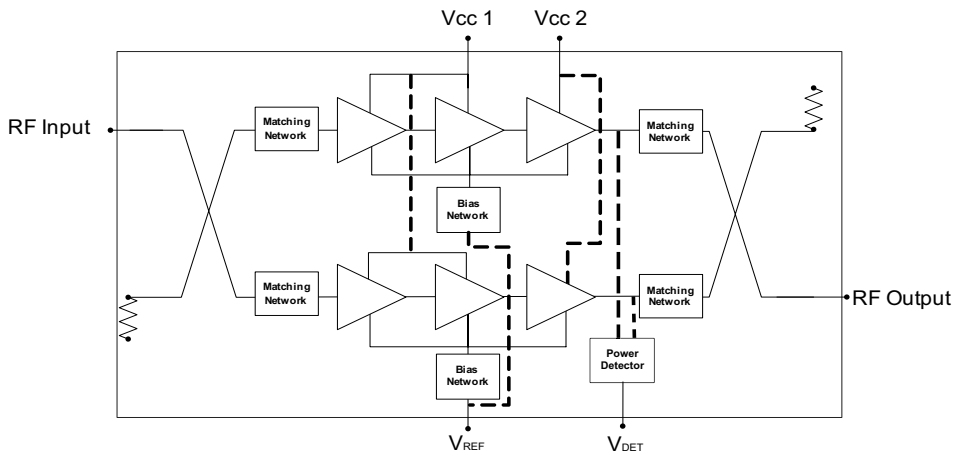 Vcc 1
Vcc 2
RF Input
Matching
Network
Matching
Network
Bias
Network
Matching
Network
Matching
Network
RF Output
Bias
Network
Power
Detector
VREF
VDET